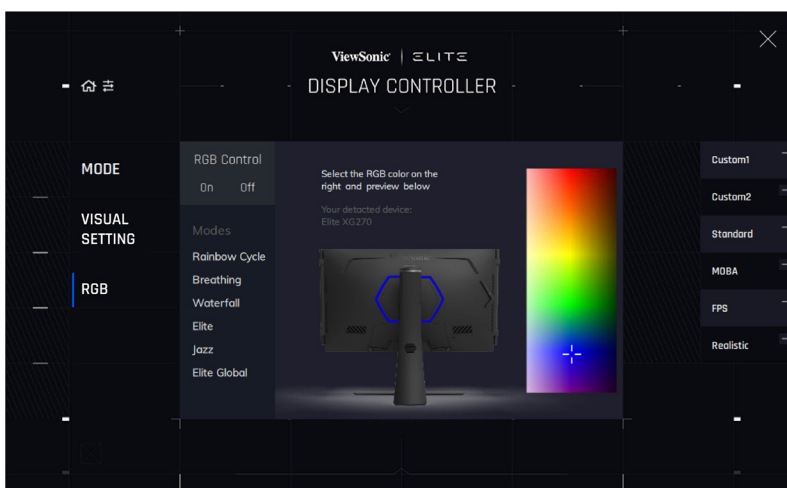 ViewSonic | ELITE
DISPLAY CONTROLLER
MODE
VISUAL
SETTING
RGB
RGB Control
On Off
Modes
Rainbow Cycle
Breathing
Waterfall
Elite
Jazz
Elite Global
Select the RGB color on the
right and preview below
Your detacted device:
Elite XG270
Custom1
Custom2
Standard
MOBA
FPS
Realistic